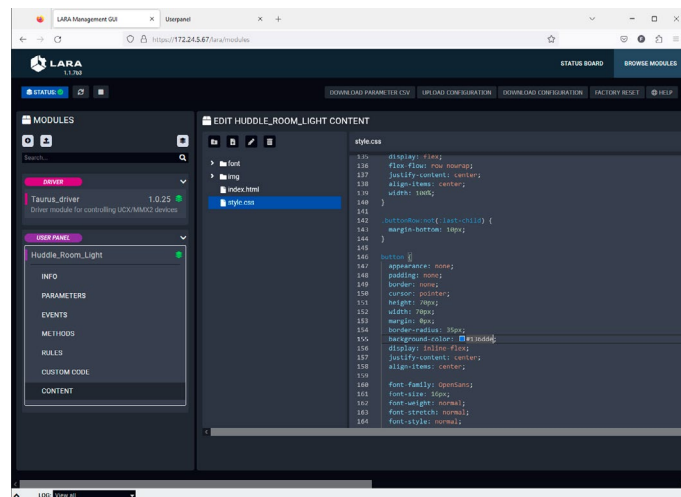 LARA Management GUI
Userpanel
https://172.24.5.67/lara/modules
LARA
1.1.7b3
STATUS BOARD
BROWSE MODULES
STATUS:
DOWNLOAD PARAMETER CSV
UPLOAD CONFIGURATION
DOWNLOAD CONFIGURATION
FACTORY RESET
HELP
MODULES
Search...
DRIVER
Taurus_driver 1.0.25
Driver module for controlling UCX/MMX2 devices
USER PANEL
Huddle_Room_Light
INFO
PARAMETERS
EVENTS
METHODS
RULES
CUSTOM CODE
CONTENT
EDIT HUDDLE_ROOM_LIGHT CONTENT
font
img
index.html
style.css
style.css
135 display: flex;
136 flex-flow: row nowrap;
137 justify-content: center;
138 align-items: center;
139 width: 100%;
140 }
141
142 .buttonRow:not(:last-child) {
143 margin-bottom: 10px;
144 }
145
146 button {
147 appearance: none;
148 padding: none;
149 border: none;
150 cursor: pointer;
151 height: 70px;
152 width: 70px;
153 margin: 0px;
154 border-radius: 35px;
155 background-color: #136dde;
156 display: inline-flex;
157 justify-content: center;
158 align-items: center;
159
160 font-family: OpenSans;
161 font-size: 16px;
162 font-weight: normal;
163 font-stretch: normal;
164 font-style: normal;
LOG: View all